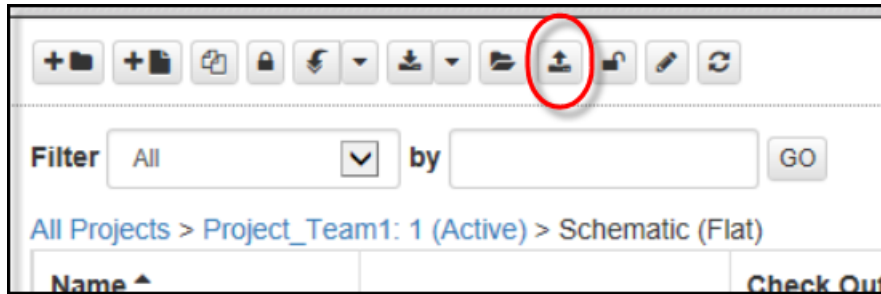 Filter All by GO
All Projects > Project_Team1: 1 (Active) > Schematic (Flat)
Name Check Out